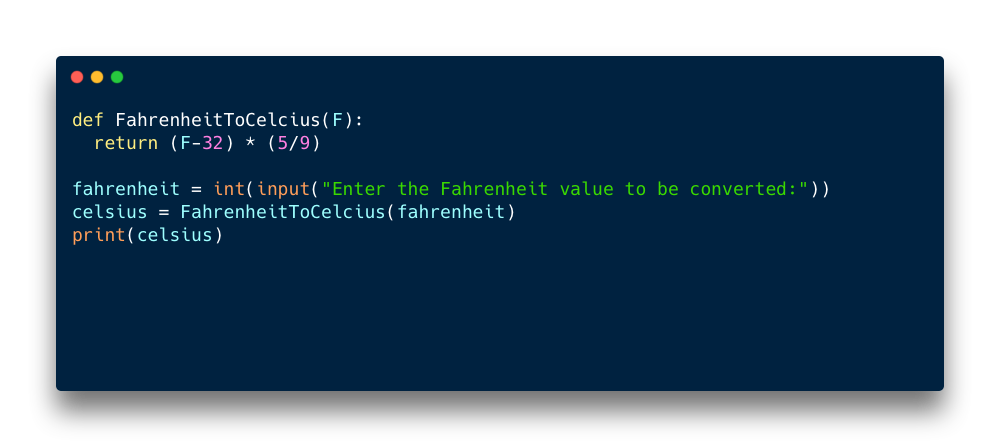 def FahrenheitToCelcius(F):
  return (F-32) * (5/9)

fahrenheit = int(input("Enter the Fahrenheit value to be converted:"))
celsius = FahrenheitToCelcius(fahrenheit)
print(celsius)